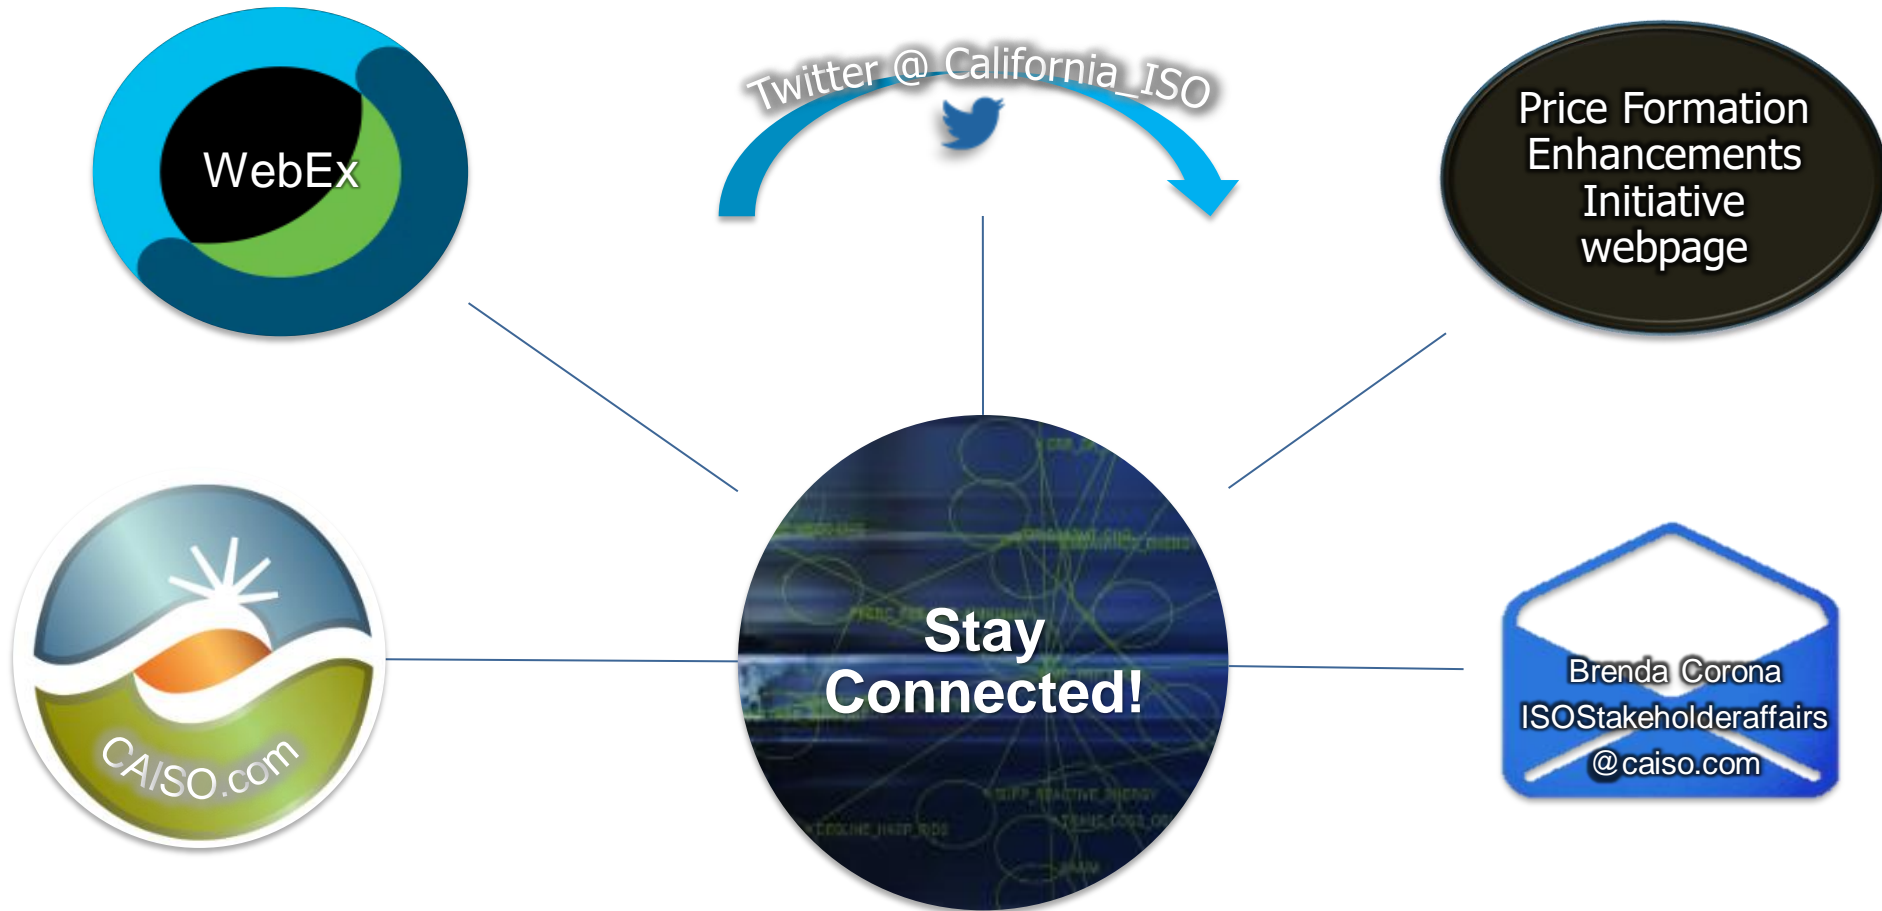 Twitter @ California_ISO
WebEx
Price Formation
Enhancements
Initiative
webpage
CAISO.com
Stay
Connected!
Brenda Corona
ISOStakeholderaffairs
@caiso.com